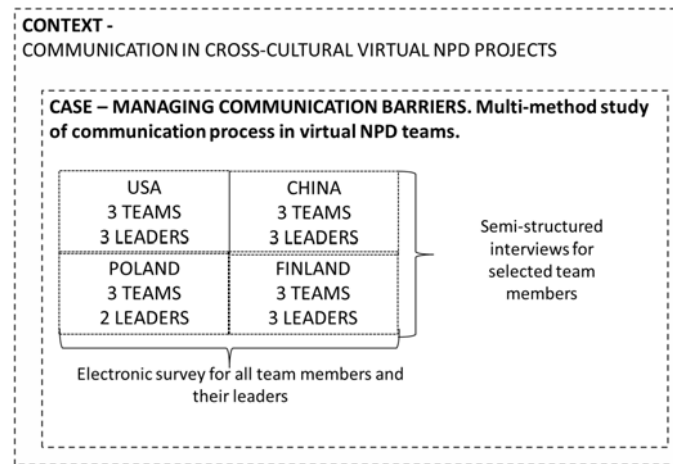 CONTEXT -
COMMUNICATION IN CROSS-CULTURAL VIRTUAL NPD PROJECTS
CASE – MANAGING COMMUNICATION BARRIERS. Multi-method study
of communication process in virtual NPD teams.
USA
3 TEAMS
3 LEADERS
CHINA
3 TEAMS
3 LEADERS
POLAND
3 TEAMS
2 LEADERS
FINLAND
3 TEAMS
3 LEADERS
Semi-structured
interviews for
selected team
members
Electronic survey for all team members and
their leaders